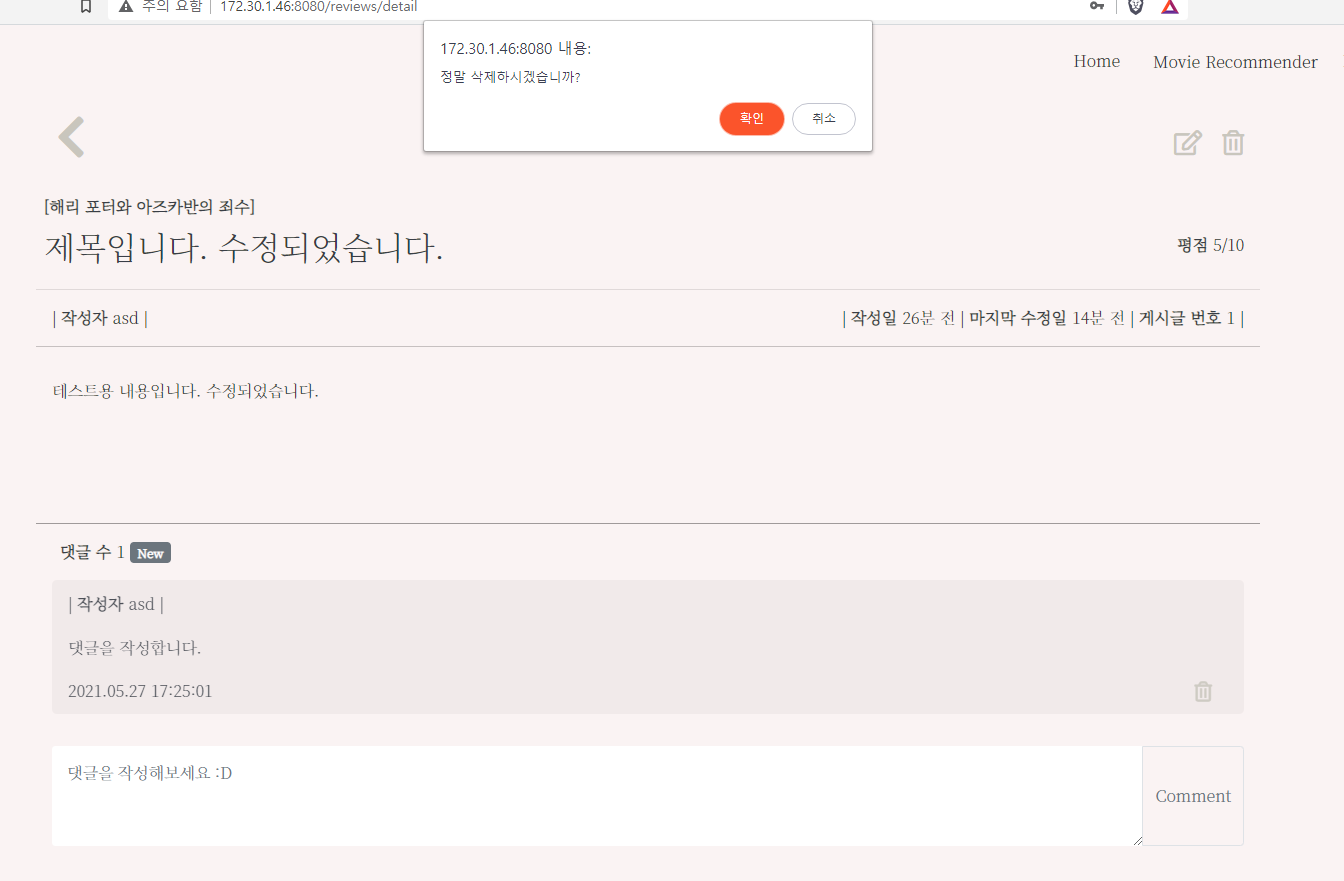 주의 요함 | 172.30.1.46:8080/reviews/detail
172.30.1.46:8080 내용:
정말 삭제하시겠습니까?
확인 취소
Home Movie Recommender
[해리 포터와 아즈카반의 죄수]
제목입니다. 수정되었습니다.
평점 5/10
| 작성자 asd |
| 작성일 26분 전 | 마지막 수정일 14분 전 | 게시글 번호 1 |
테스트용 내용입니다. 수정되었습니다.
댓글 수 1 New
| 작성자 asd |
댓글을 작성합니다.
2021.05.27 17:25:01
댓글을 작성해보세요 :D
Comment